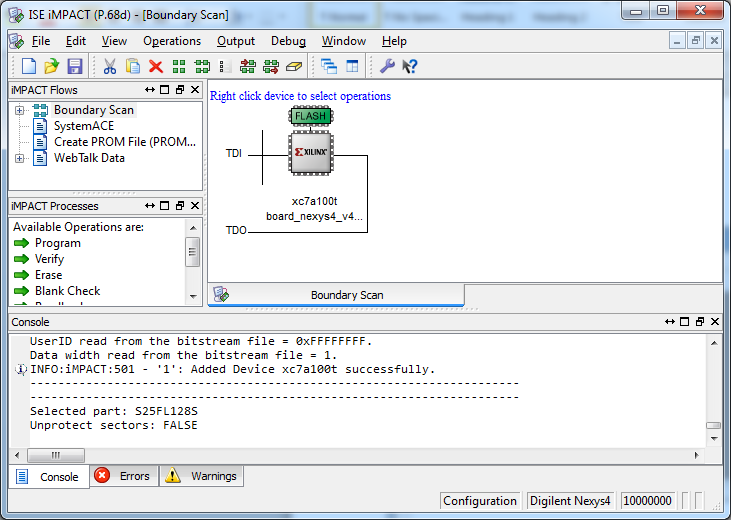 ISE iMPACT (P.68d) - [Boundary Scan]
File Edit View Operations Output Debug Window Help
iMPACT Flows
Boundary Scan
SystemACE
Create PROM File (PROM...
WebTalk Data
iMPACT Processes
Available Operations are:
Program
Verify
Erase
Blank Check
Right click device to select operations
FLASH
TDI
XILINX
xc7a100t
board_nexys4_v4...
TDO
Boundary Scan
Console
UserID read from the bitstream file = 0xFFFFFFFF.
Data width read from the bitstream file = 1.
INFO:iMPACT:501 - '1': Added Device xc7a100t successfully.
----------------------------------------------------------------------
----------------------------------------------------------------------
Selected part: S25FL128S
Unprotect sectors: FALSE
Console Errors Warnings
Configuration Digilent Nexys4 10000000